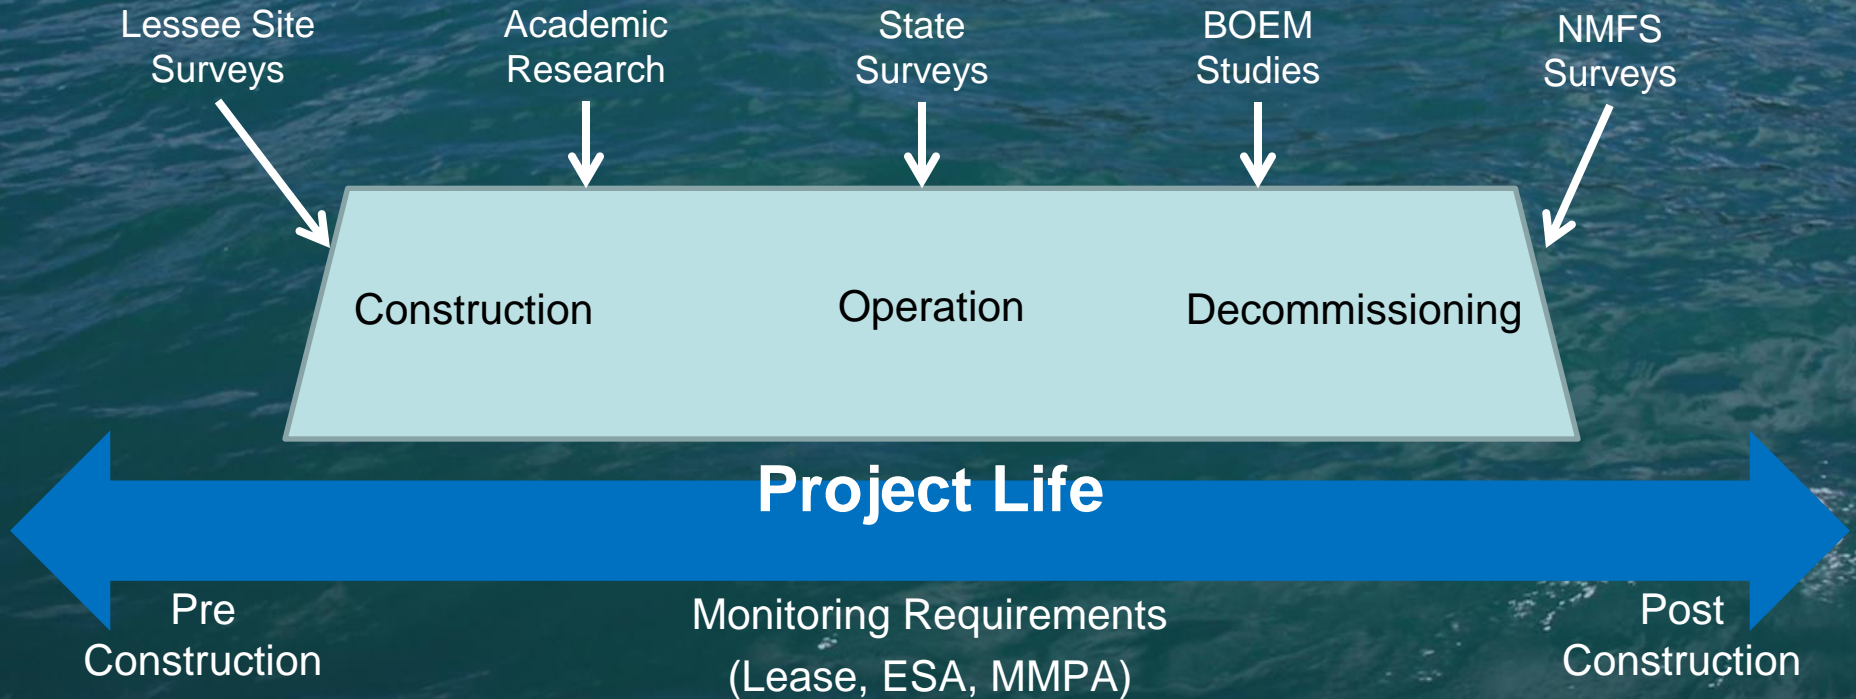 Lessee Site
Surveys
Academic
Research
State
Surveys
BOEM
Studies
NMFS
Surveys
Construction
Operation
Decommissioning
Project Life
Pre
Construction
Monitoring Requirements
(Lease, ESA, MMPA)
Post
Construction